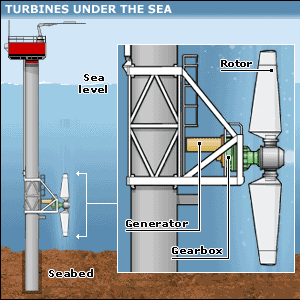 TURBINES UNDER THE SEA
Sea
level
Rotor
Generator
Gearbox
Seabed